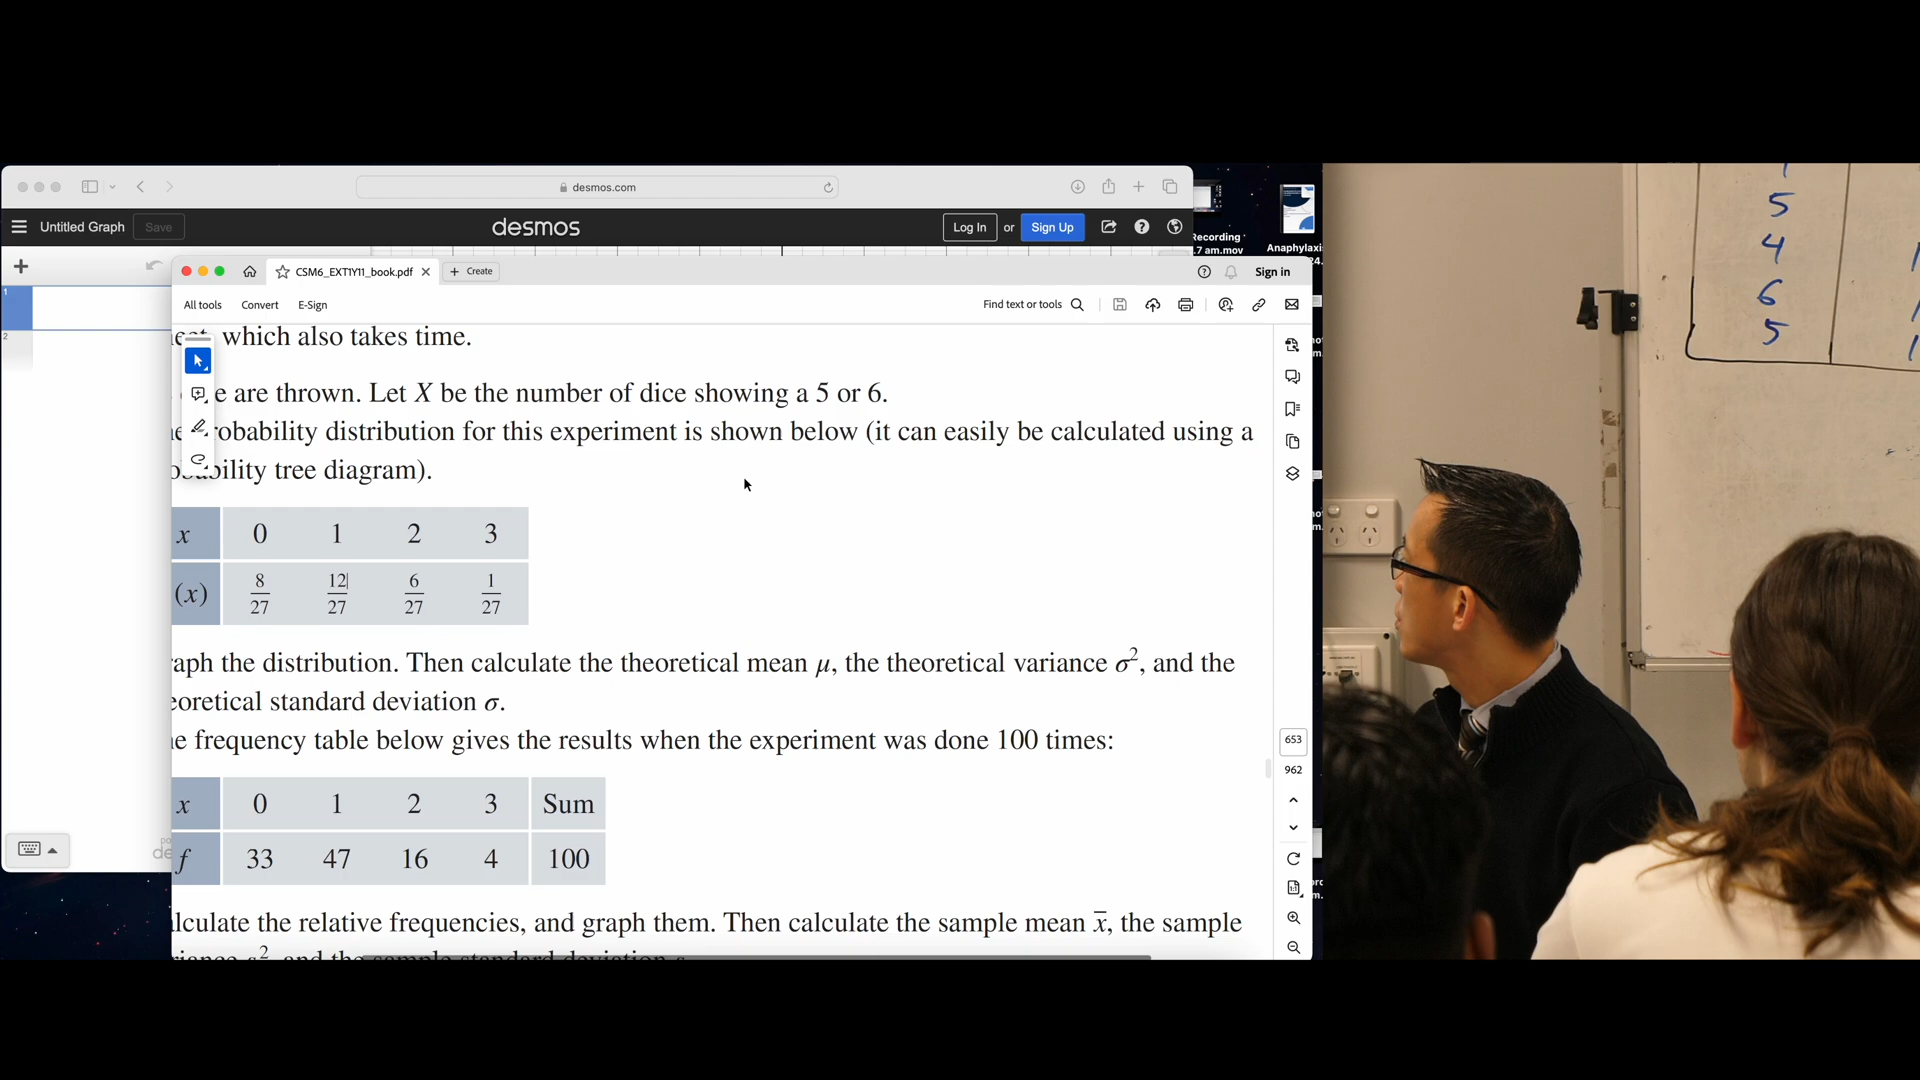 desmos.com
Untitled Graph Save desmos Log In or Sign Up
Recording
7 am.mov
Anaphylaxi
CSM6_EXT1Y11_book.pdf Create Sign in
All tools Convert E-Sign Find text or tools
1
2
which also takes time.
e are thrown. Let X be the number of dice showing a 5 or 6.
robability distribution for this experiment is shown below (it can easily be calculated using a
bility tree diagram).
x 0 1 2 3
(x) 8/27 12/27 6/27 1/27
raph the distribution. Then calculate the theoretical mean μ, the theoretical variance σ², and the
eoretical standard deviation σ.
e frequency table below gives the results when the experiment was done 100 times:
x 0 1 2 3 Sum
f 33 47 16 4 100
lculate the relative frequencies, and graph them. Then calculate the sample mean x̄, the sample
653
962
5
4
6
5